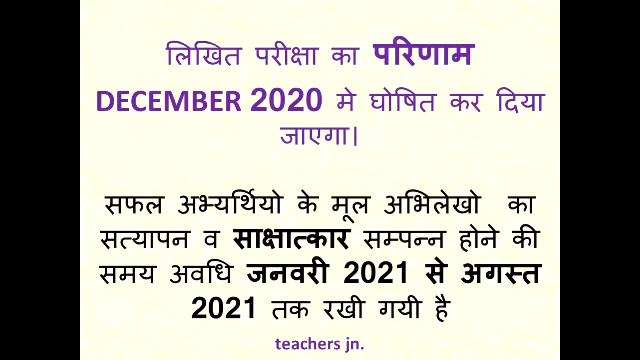 लिखित परीक्षा का परिणाम
DECEMBER 2020 मे घोषित कर दिया
जाएगा।
सफल अभ्यर्थियो के मूल अभिलेखो का
सत्यापन व साक्षात्कार सम्पन्न होने की
समय अवधि जनवरी 2021 से अगस्त
2021 तक रखी गयी है
teachers jn.